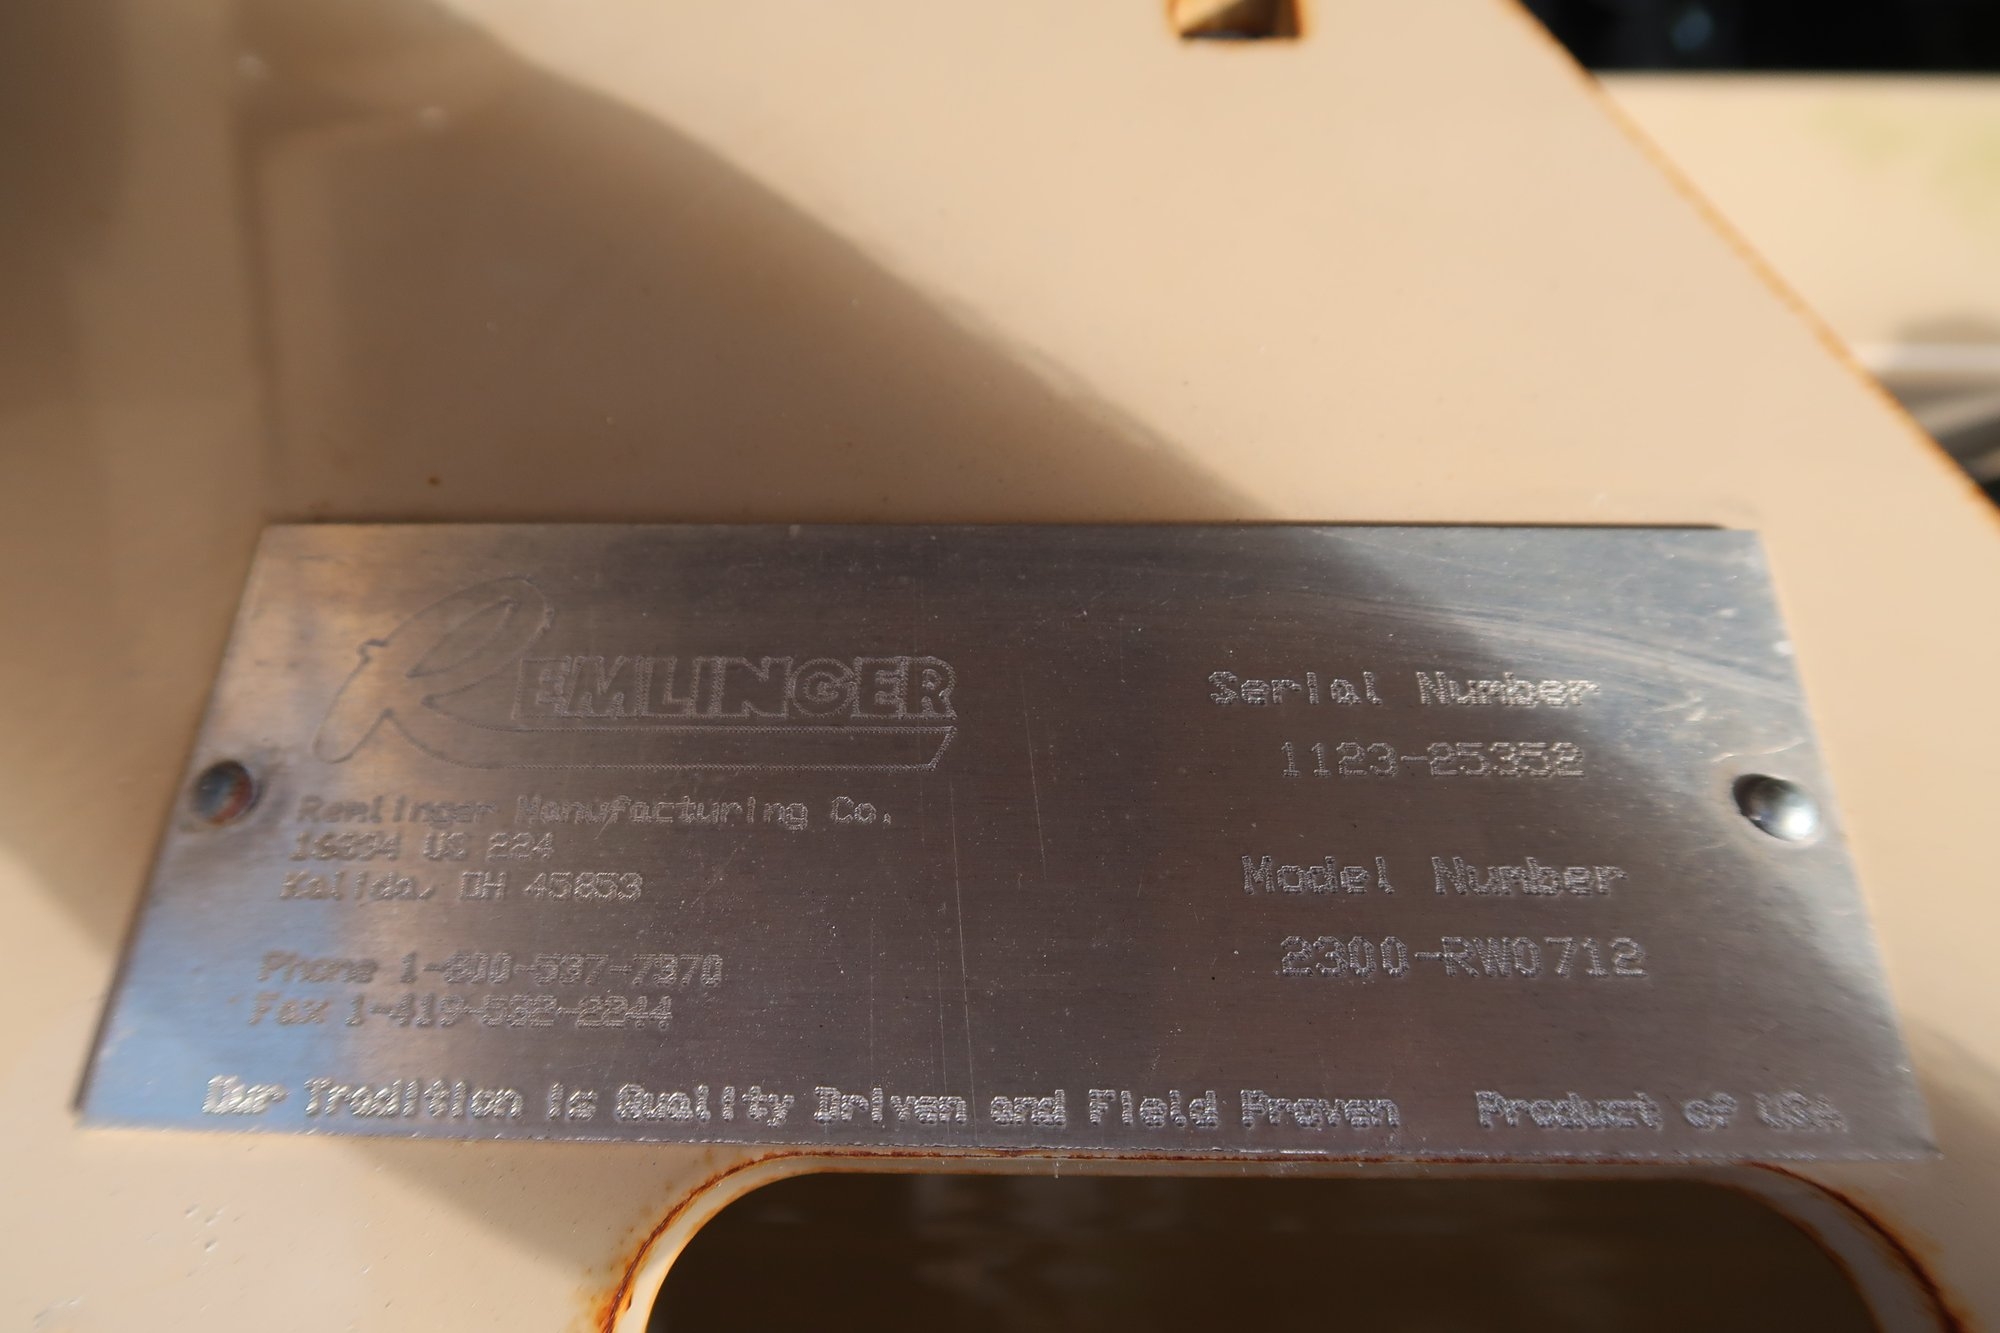 REMLINGER
Remlinger Manufacturing Co.
16394 US 224
Kalida, OH 45853
Phone 1-800-537-7370
Fax 1-419-532-2244
Serial Number
1123-25352
Model Number
2300-RW0712
Our Tradition is Quality Driven and Field Proven Product of USA